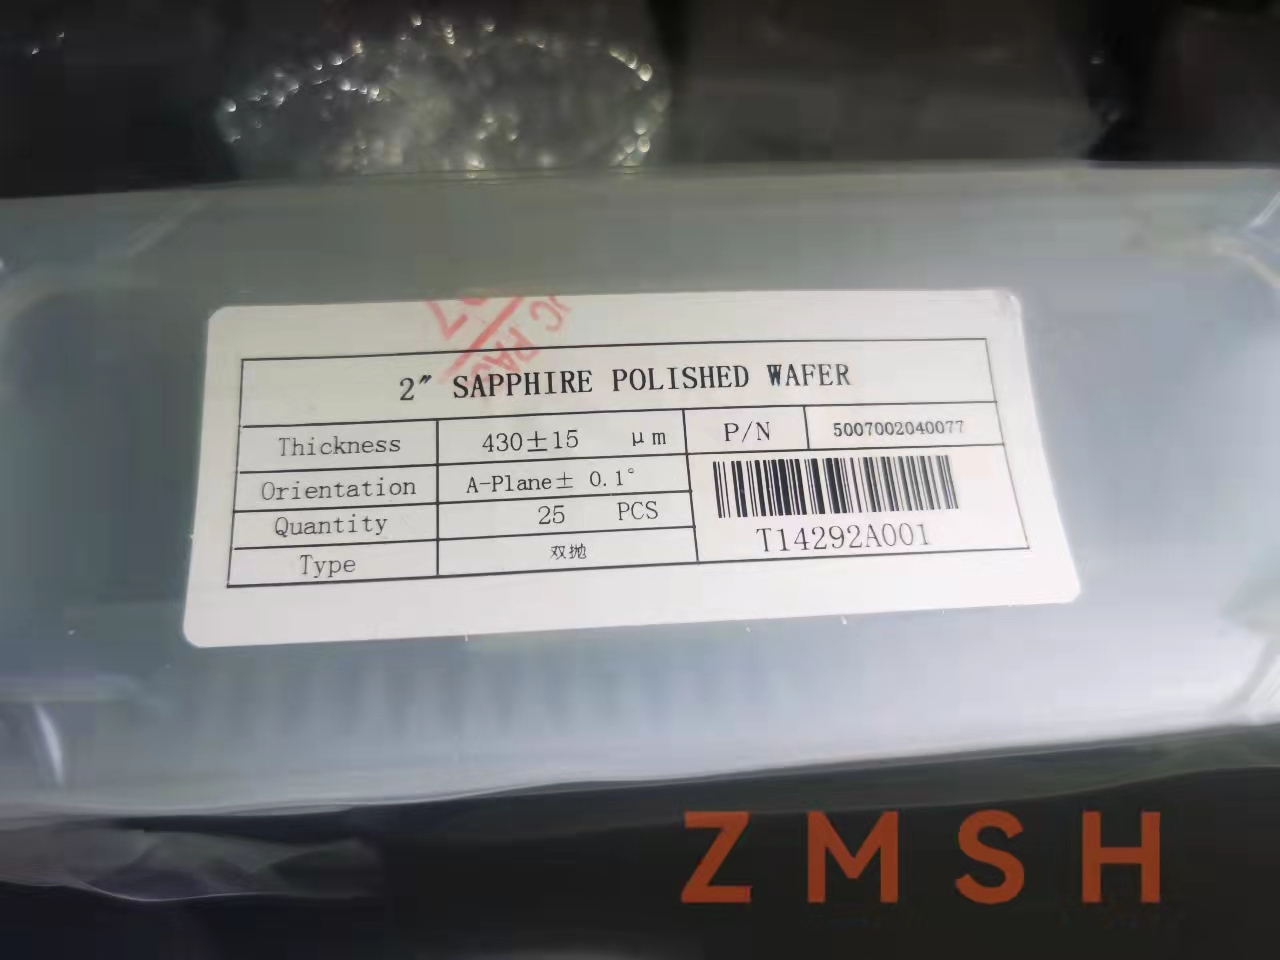 2″ SAPPHIRE POLISHED WAFER
Thickness 430±15 μm P/N 5007002040077
Orientation A-Plane± 0.1°
Quantity 25 PCS
Type 双抛
T14292A001
ZMSH